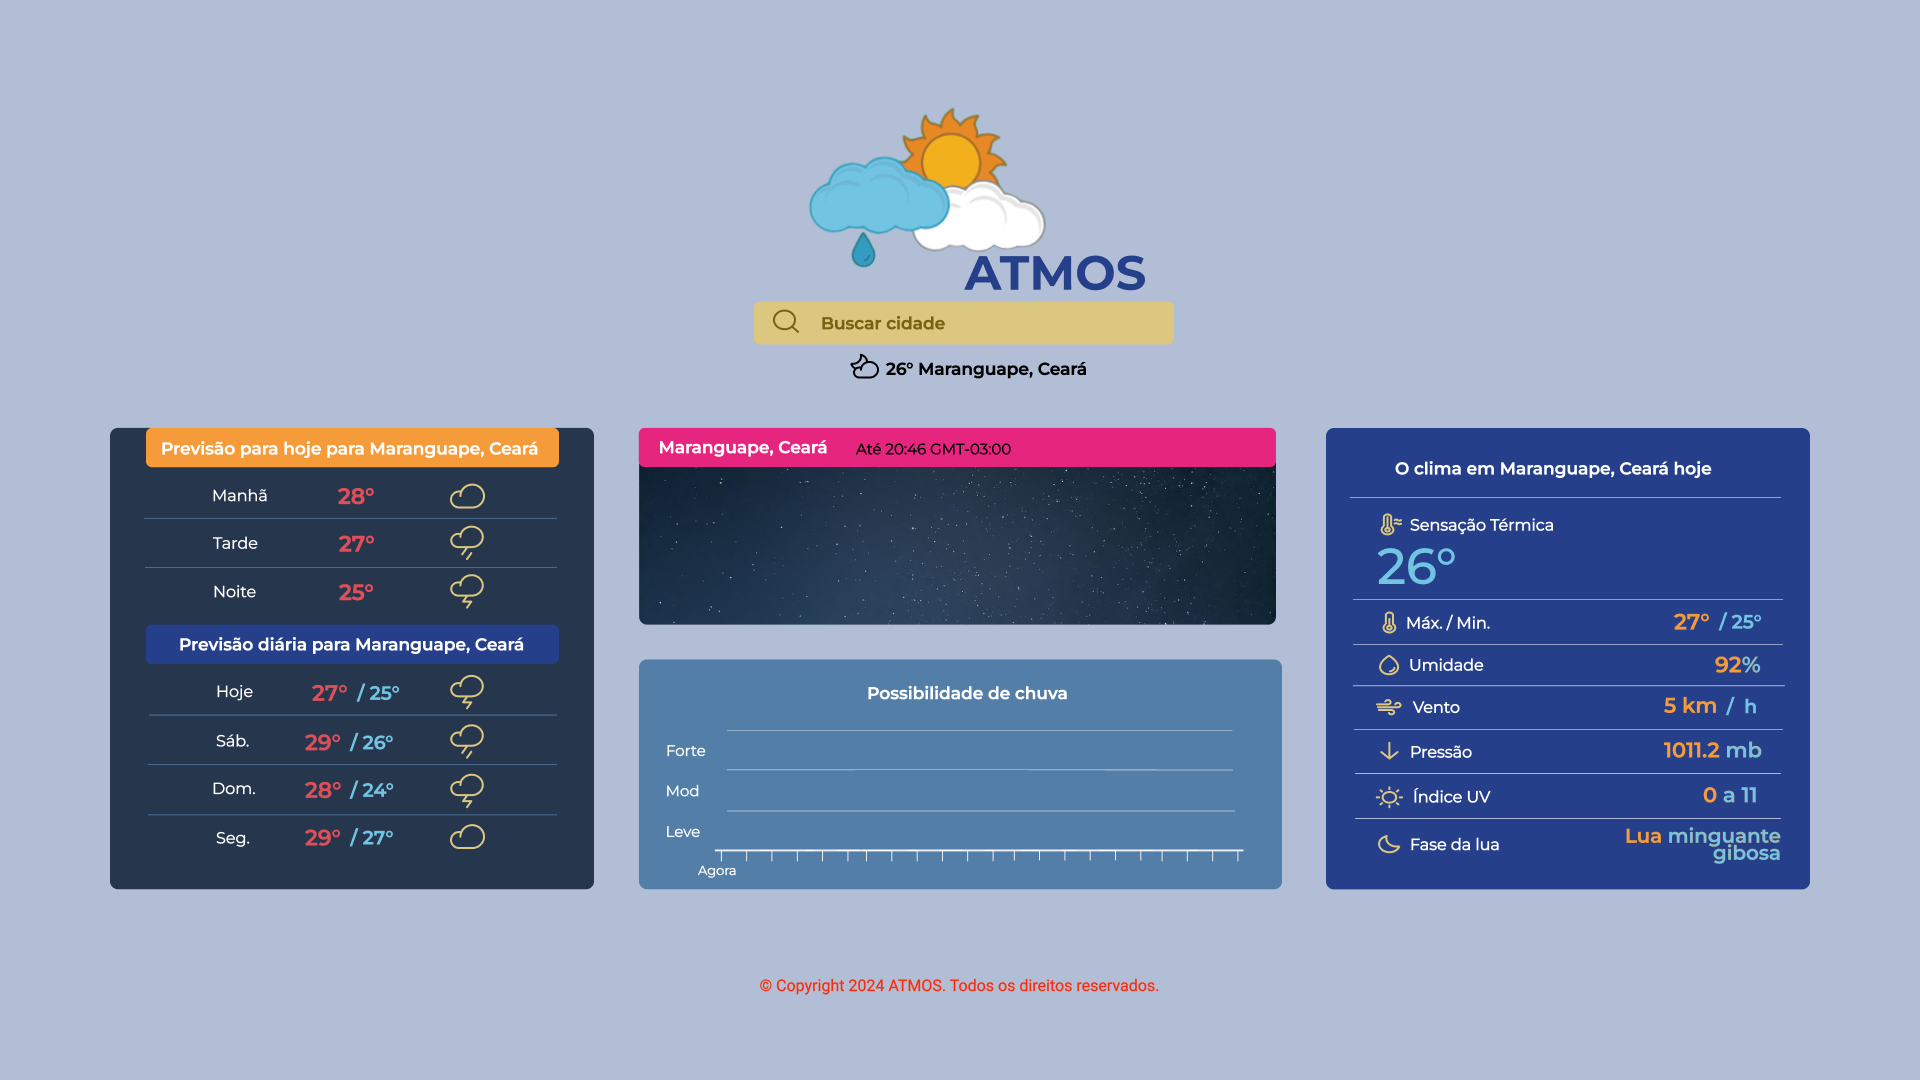 ATMOS
Buscar cidade
26° Maranguape, Ceará
Previsão para hoje para Maranguape, Ceará
Manhã 28°
Tarde 27°
Noite 25°
Previsão diária para Maranguape, Ceará
Hoje 27° / 25°
Sáb. 29° / 26°
Dom. 28° / 24°
Seg. 29° / 27°
Maranguape, Ceará Até 20:46 GMT-03:00
Possibilidade de chuva
Forte
Mod
Leve
Agora
O clima em Maranguape, Ceará hoje
Sensação Térmica
26°
Máx. / Min. 27° / 25°
Umidade 92%
Vento 5 km / h
Pressão 1011.2 mb
Índice UV 0 a 11
Fase da lua Lua minguante
gibosa
© Copyright 2024 ATMOS. Todos os direitos reservados.